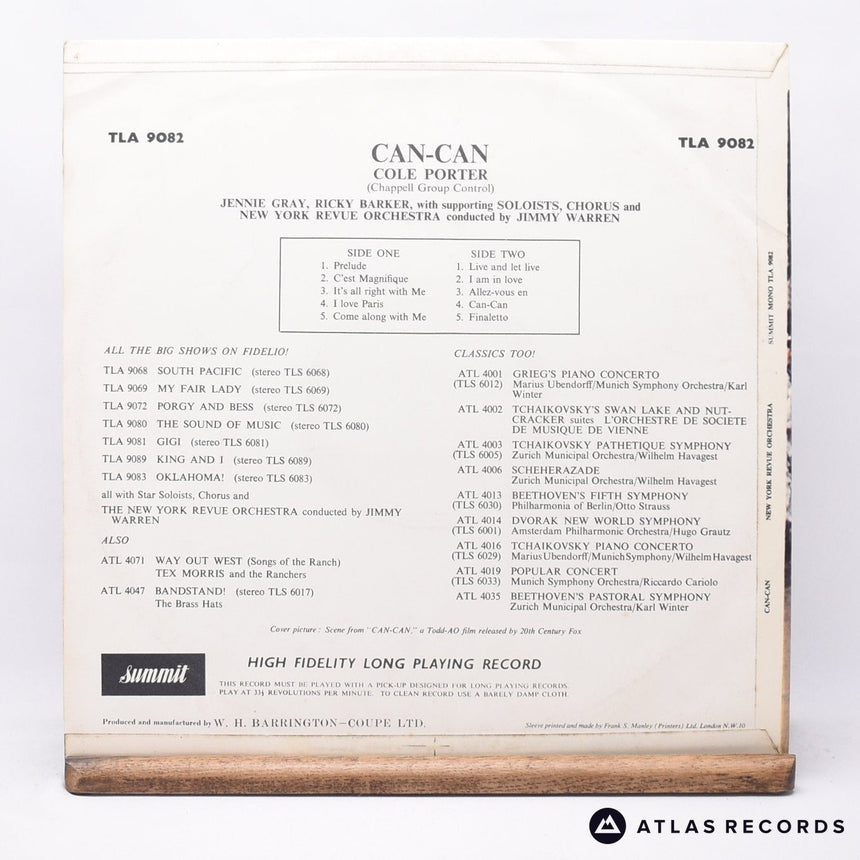 4
TLA 9082
TLA 9082
CAN-CAN
COLE PORTER
(Chappell Group Control)
JENNIE GRAY, RICKY BARKER, with supporting SOLOISTS, CHORUS and
NEW YORK REVUE ORCHESTRA conducted by JIMMY WARREN
SIDE ONE
1. Prelude
2. C'est Magnifique
3. It's all right with Me
4. I love Paris
5. Come along with Me
SIDE TWO
1. Live and let live
2. I am in love
3. Allez-vous en
4. Can-Can
5. Finaletto
ALL THE BIG SHOWS ON FIDELIO!
TLA 9068 SOUTH PACIFIC (stereo TLS 6068)
TLA 9069 MY FAIR LADY (stereo TLS 6069)
TLA 9072 PORGY AND BESS (stereo TLS 6072)
TLA 9080 THE SOUND OF MUSIC (stereo TLS 6080)
TLA 9081 GIGI (stereo TLS 6081)
TLA 9089 KING AND I (stereo TLS 6089)
TLA 9083 OKLAHOMA! (stereo TLS 6083)
all with Star Soloists, Chorus and
THE NEW YORK REVUE ORCHESTRA conducted by JIMMY
WARREN
ALSO
ATL 4071 WAY OUT WEST (Songs of the Ranch)
TEX MORRIS and the Ranchers
ATL 4047 BANDSTAND! (stereo TLS 6017)
The Brass Hats
CLASSICS TOO!
ATL 4001 GRIEG'S PIANO CONCERTO
(TLS 6012) Marius Ubendorff/Munich Symphony Orchestra/Karl
Winter
ATL 4002 TCHAIKOVSKY'S SWAN LAKE AND NUT-
CRACKER suites L'ORCHESTRE DE SOCIETE
DE MUSIQUE DE VIENNE
ATL 4003 TCHAIKOVSKY PATHETIQUE SYMPHONY
(TLS 6005) Zurich Municipal Orchestra/Wilhelm Havagest
ATL 4006 SCHEHERAZADE
Zurich Municipal Orchestra/Wilhelm Havagest
ATL 4013 BEETHOVEN'S FIFTH SYMPHONY
(TLS 6030) Philharmonia of Berlin/Otto Strauss
ATL 4014 DVORAK NEW WORLD SYMPHONY
(TLS 6001) Amsterdam Philharmonic Orchestra/Hugo Grautz
ATL 4016 TCHAIKOVSKY PIANO CONCERTO
(TLS 6029) Marius Ubendorff/Munich Symphony/Wilhelm Havagest
ATL 4019 POPULAR CONCERT
(TLS 6033) Munich Symphony Orchestra/Riccardo Cariolo
ATL 4035 BEETHOVEN'S PASTORAL SYMPHONY
Zurich Municipal Orchestra/Karl Winter
Cover picture: Scene from "CAN-CAN," a Todd-AO film released by 20th Century Fox
summit
HIGH FIDELITY LONG PLAYING RECORD
THIS RECORD MUST BE PLAYED WITH A PICK-UP DESIGNED FOR LONG PLAYING RECORDS.
PLAY AT 33⅓ REVOLUTIONS PER MINUTE. TO CLEAN RECORD USE A BARELY DAMP CLOTH.
Produced and manufactured by W. H. BARRINGTON—COUPE LTD.
Sleeve printed and made by Frank S. Manley (Printers) Ltd. London N.W.10
CAN-CAN
NEW YORK REVUE ORCHESTRA
SUMMIT MONO TLA 9082
ATLAS RECORDS